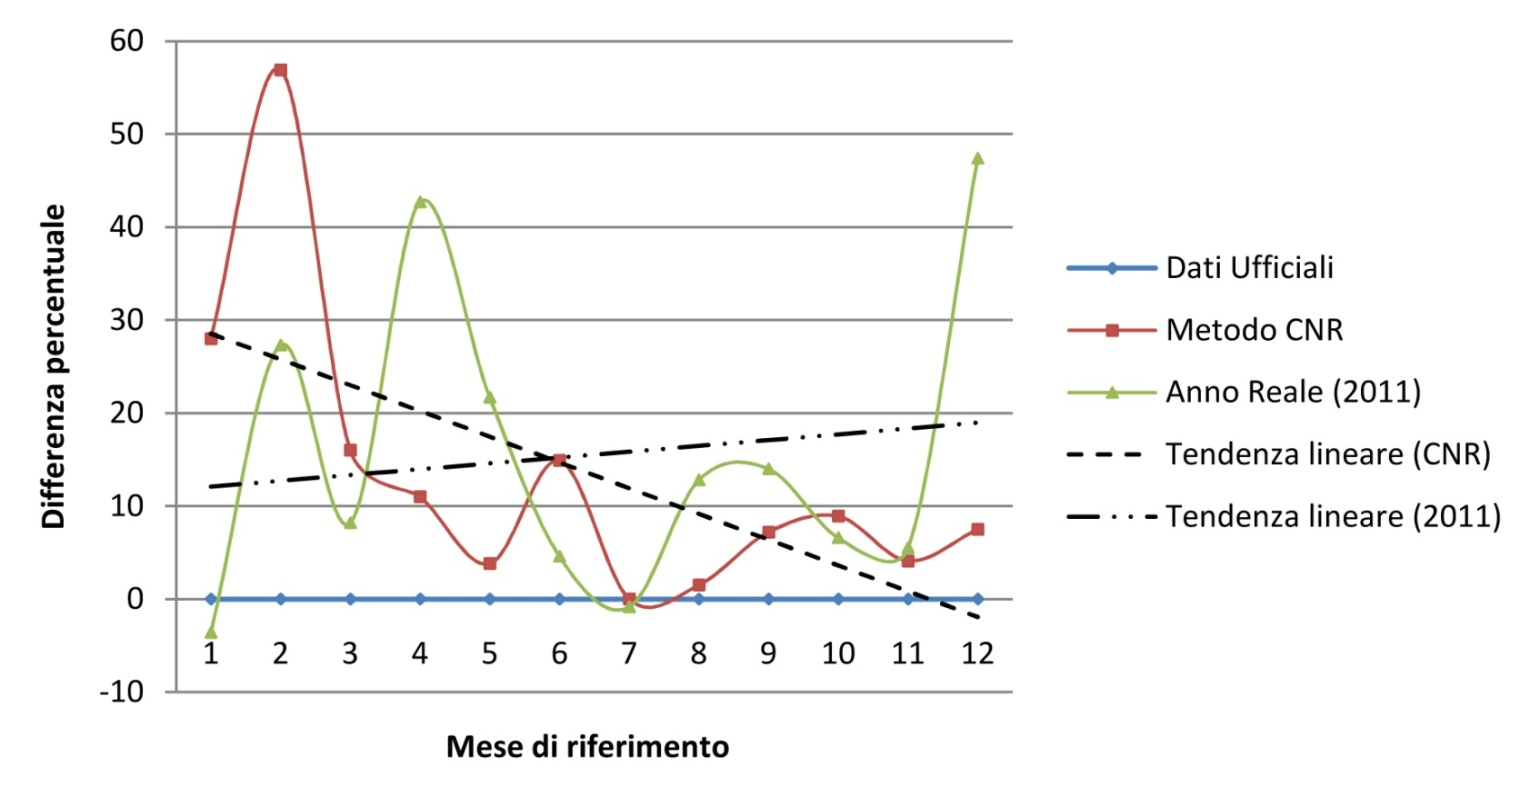 60
50
40
30
20
10
0
-10
Differenza percentuale
1 2 3 4 5 6 7 8 9 10 11 12
Mese di riferimento
Dati Ufficiali
Metodo CNR
Anno Reale (2011)
Tendenza lineare (CNR)
Tendenza lineare (2011)